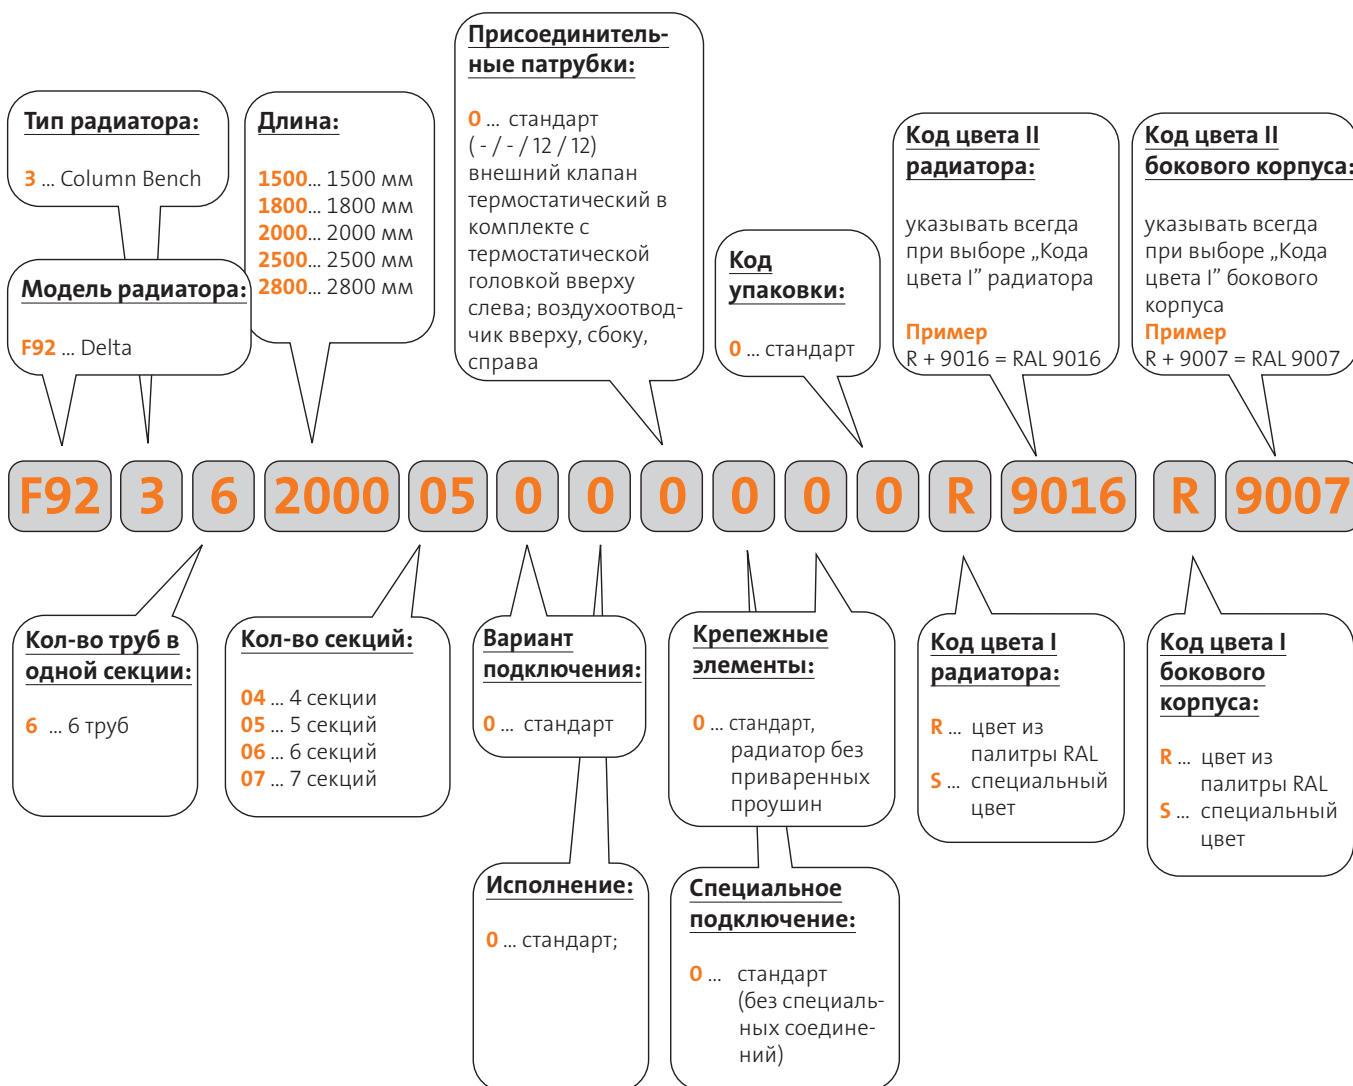 Присоединитель-
ные патрубки:
0 ... стандарт
( - / - / 12 / 12)
внешний клапан
термостатический в
комплекте с
термостатической
головкой вверху
слева; воздухоотвод-
чик вверху, сбоку,
справа
Тип радиатора:
3 ... Column Bench
Длина:
1500... 1500 мм
1800... 1800 мм
2000... 2000 мм
2500... 2500 мм
2800... 2800 мм
Модель радиатора:
F92 ... Delta
Код
упаковки:
0 ... стандарт
Код цвета II
радиатора:
указывать всегда
при выборе „Кода
цвета I” радиатора
Пример
R + 9016 = RAL 9016
Код цвета II
бокового корпуса:
указывать всегда
при выборе „Кода
цвета I” бокового
корпуса
Пример
R + 9007 = RAL 9007
F92 3 6 2000 05 0 0 0 0 0 0 R 9016 R 9007
Кол-во труб в
одной секции:
6 ... 6 труб
Кол-во секций:
04 ... 4 секции
05 ... 5 секций
06 ... 6 секций
07 ... 7 секций
Вариант
подключения:
0 ... стандарт
Крепежные
элементы:
0 ... стандарт,
радиатор без
приваренных
проушин
Код цвета I
радиатора:
R ... цвет из
палитры RAL
S ... специальный
цвет
Код цвета I
бокового
корпуса:
R ... цвет из
палитры RAL
S ... специальный
цвет
Исполнение:
0 ... стандарт;
Специальное
подключение:
0 ... стандарт
(без специаль-
ных соедине-
ний)